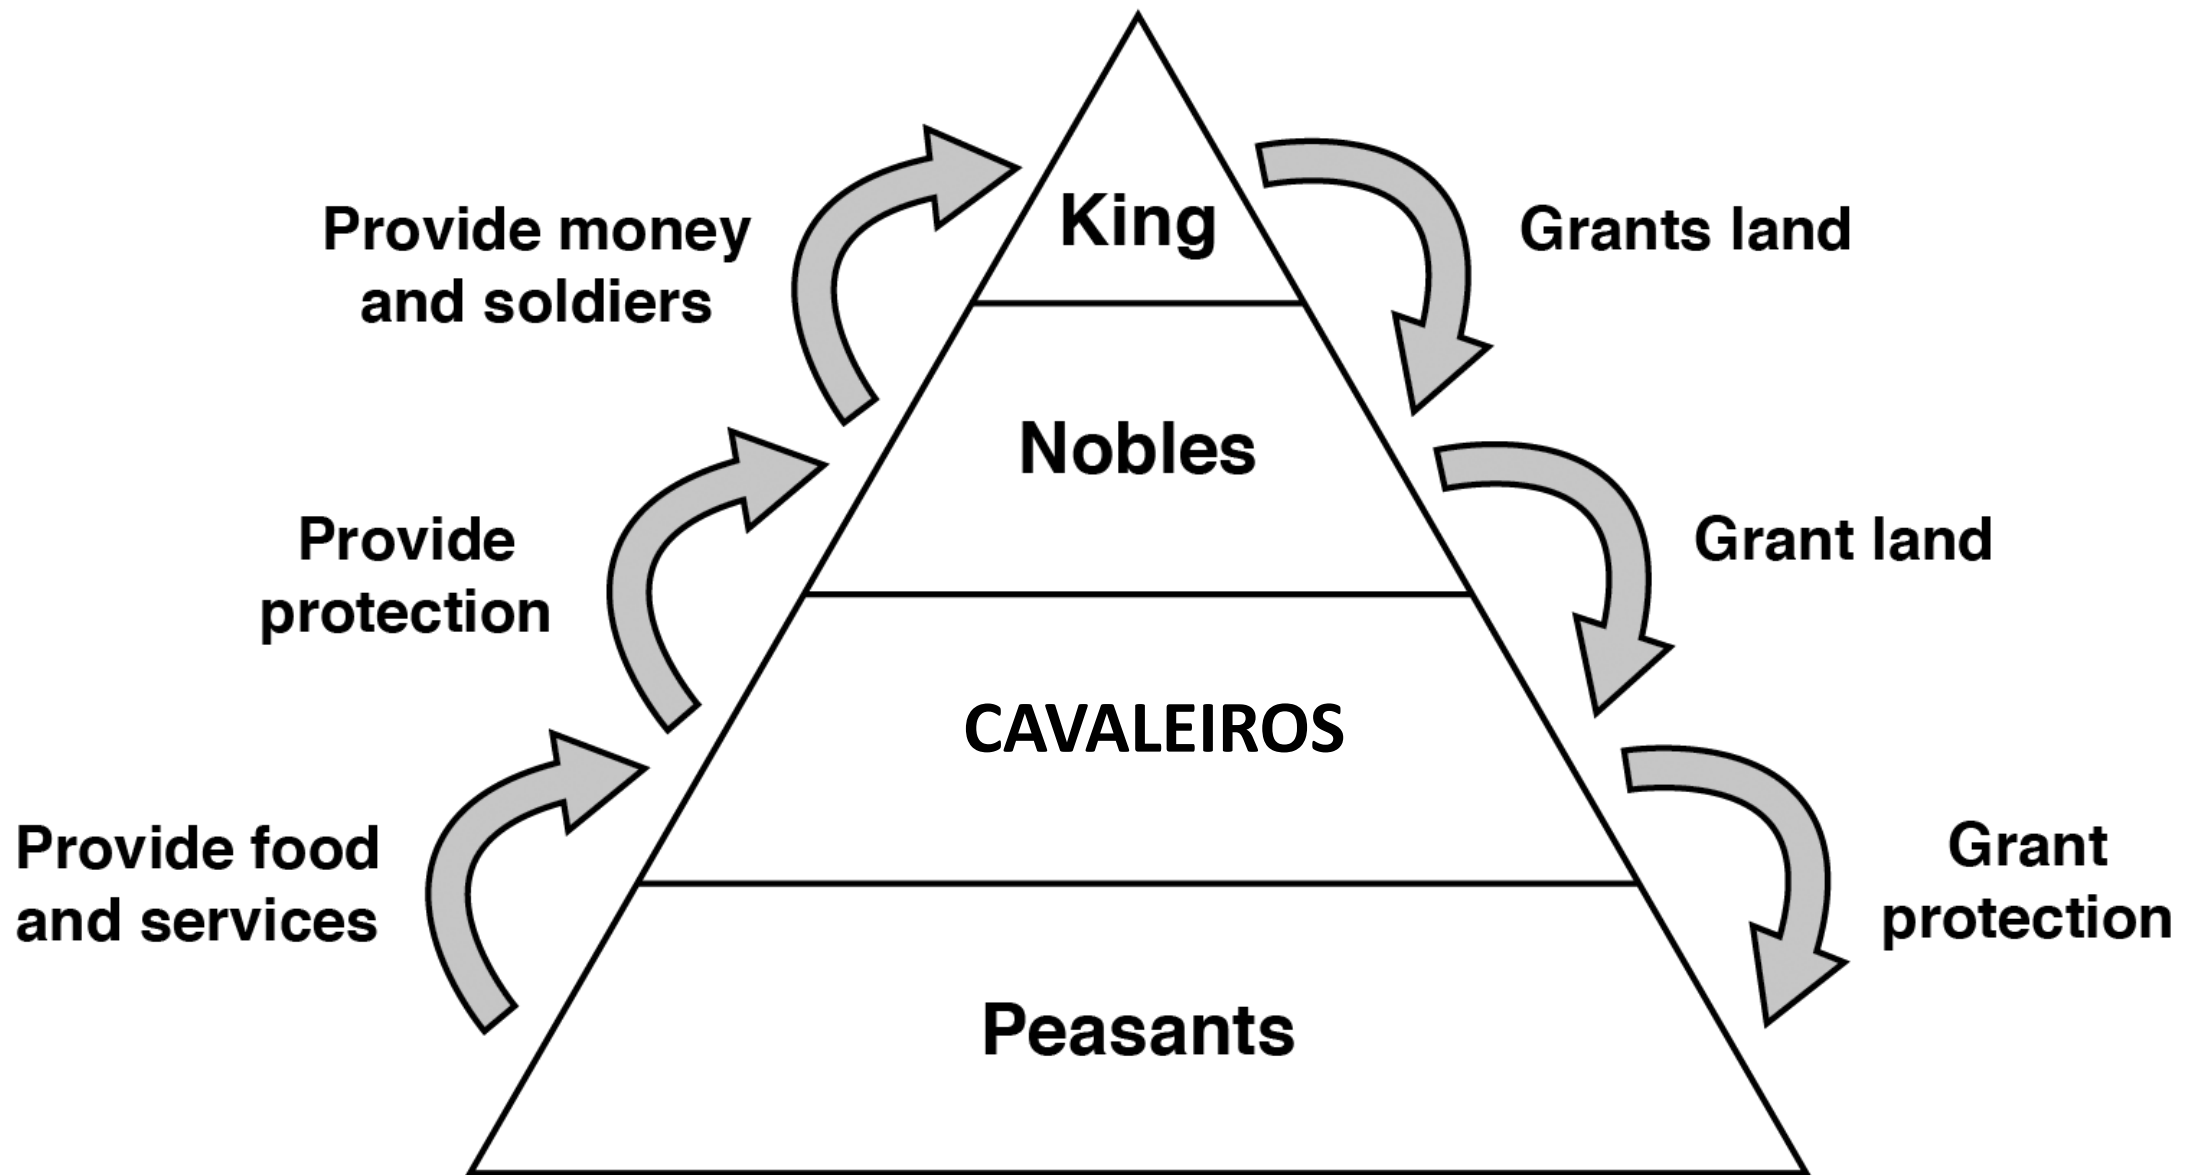 Provide money
and soldiers
King
Grants land
Provide
protection
Nobles
Grant land
Provide food
and services
CAVALEIROS
Grant
protection
Peasants